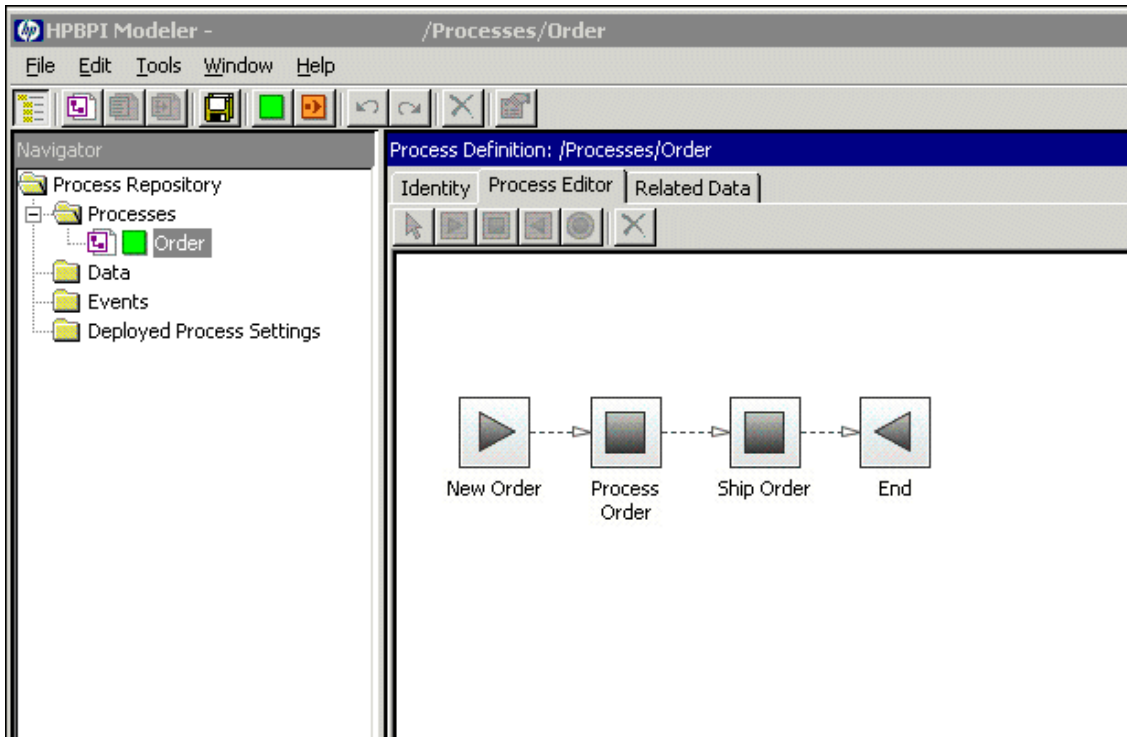 HPBPI Modeler - /Processes/Order
File Edit Tools Window Help
Navigator
Process Repository
Processes
Order
Data
Events
Deployed Process Settings
Process Definition: /Processes/Order
Identity Process Editor Related Data
New Order
Process
Order
Ship Order
End